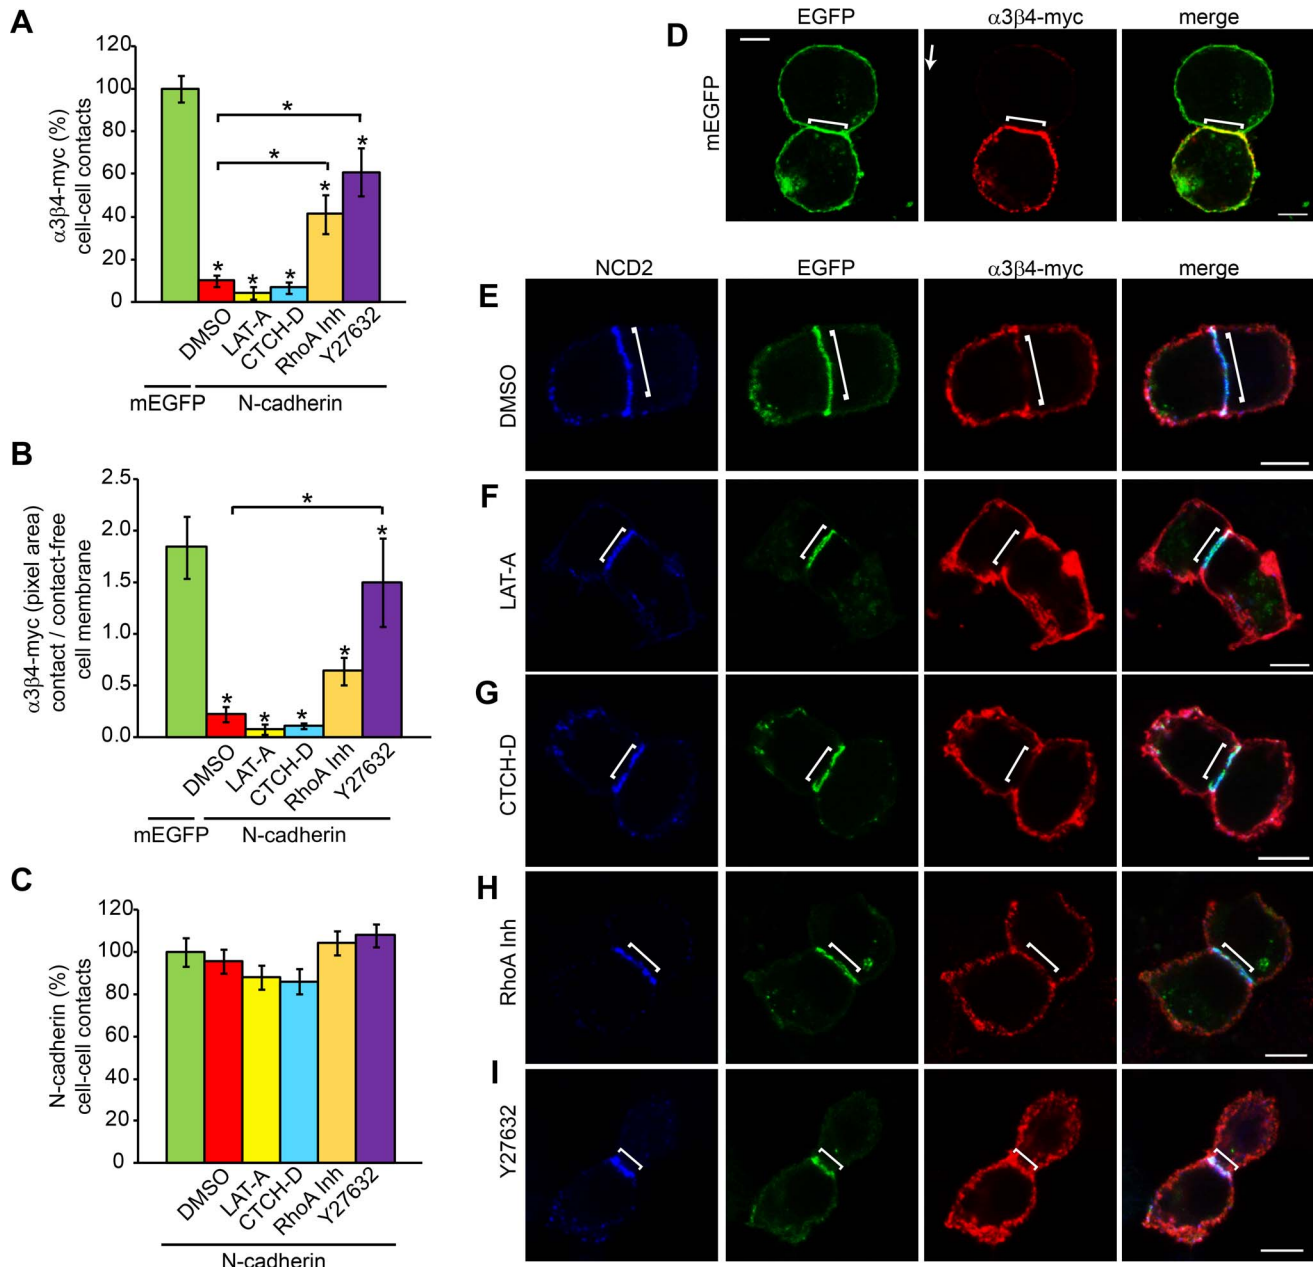 A
120
100
80
60
40
20
0
α3β4-myc (%)
cell-cell contacts
*
*
*
*
*
*
*
DMSO
LAT-A
CTCH-D
RhoA Inh
Y27632
mEGFP
N-cadherin
B
2.5
2.0
1.5
1.0
0.5
0.0
α3β4-myc (pixel area)
contact / contact-free
cell membrane
*
*
*
*
*
*
DMSO
LAT-A
CTCH-D
RhoA Inh
Y27632
mEGFP
N-cadherin
C
120
100
80
60
40
20
0
N-cadherin (%)
cell-cell contacts
DMSO
LAT-A
CTCH-D
RhoA Inh
Y27632
N-cadherin
D
EGFP
α3β4-myc
merge
mEGFP
NCD2
EGFP
α3β4-myc
merge
E
DMSO
F
LAT-A
G
CTCH-D
H
RhoA Inh
I
Y27632